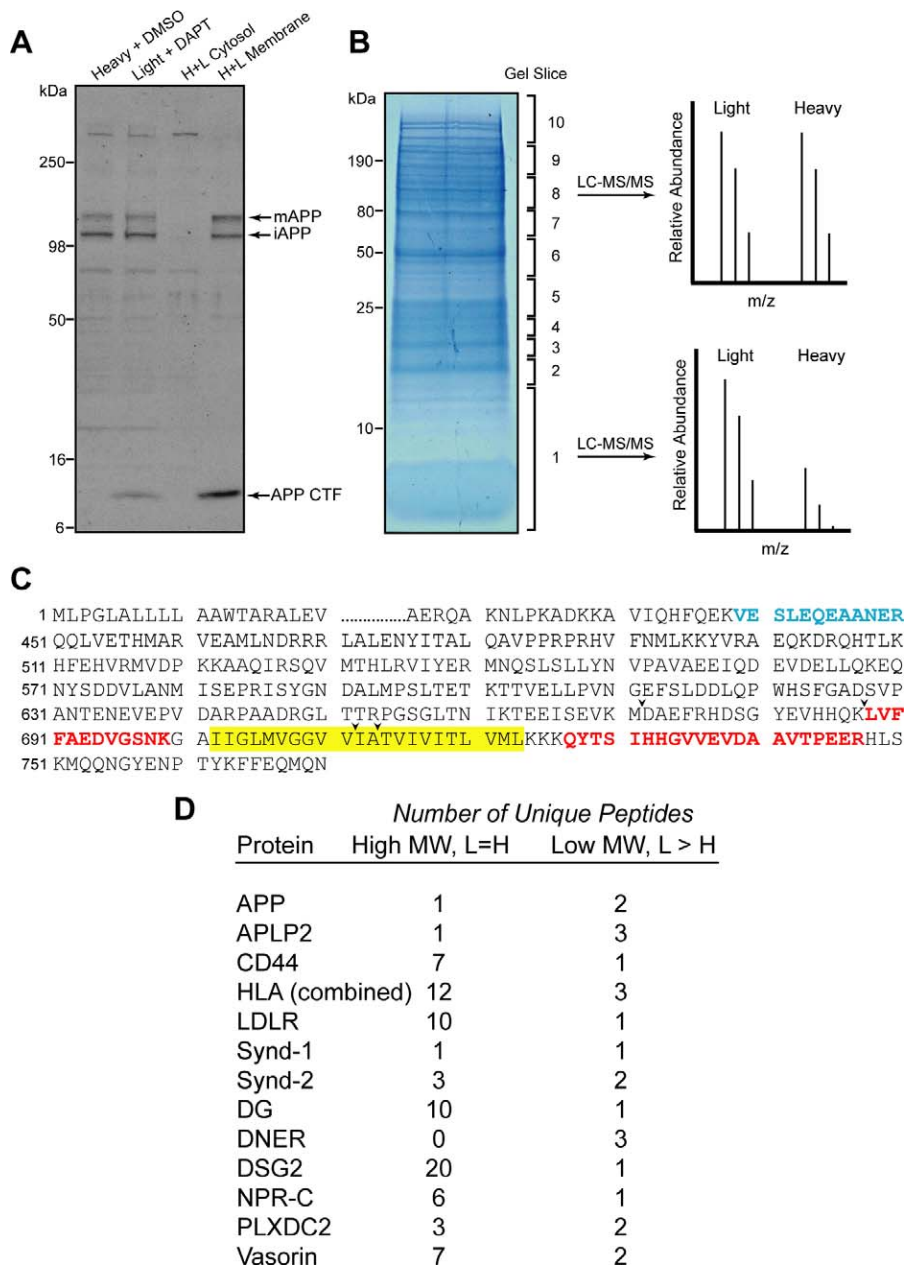 A
Heavy + DMSO
Light + DAPT
H+L Cytosol
H+L Membrane
kDa
250
98
50
16
6
mAPP
iAPP
APP CTF
B
Gel Slice
kDa
190
80
50
25
10
10
9
8
7
6
5
4
3
2
1
LC-MS/MS
LC-MS/MS
Relative Abundance
Light
Heavy
m/z
Relative Abundance
Light
Heavy
m/z
C
1 MLPGLALLLL AAWTARALEV ..............AERQA KNLPKADKKA VIQHFQEKVE SLEQEAANER
451 QQLVETHMAR VEAMLNDRRR LALENYITAL QAVPPRPRHV FNMLKKYVRA EQKDRQHTLK
511 HFEHVRMVDP KKAAQIRSQV MTHLRVIYER MNQSLSLLYN VPAVAEEIQD EVDELLQKEQ
571 NYSDDVLANM ISEPRISYGN DALMPSLTET KTTVELLPVN GEFSLDDLQP WHSFGADSVP
631 ANTENEVEPV DARPAADRGL TTRPGSGLTN IKTEEISEVK MDAEFRHDSG YEVHHQKLVF
691 FAEDVGSNKG AIIGLMVGGV VIATVIVITL VMLKKKQYTS IHHGVVEVDA AVTPEERHLS
751 KMQQNGYENP TYKFFEQMQN
D
Number of Unique Peptides
Protein High MW, L=H Low MW, L > H
APP 1 2
APLP2 1 3
CD44 7 1
HLA (combined) 12 3
LDLR 10 1
Synd-1 1 1
Synd-2 3 2
DG 10 1
DNER 0 3
DSG2 20 1
NPR-C 6 1
PLXDC2 3 2
Vasorin 7 2